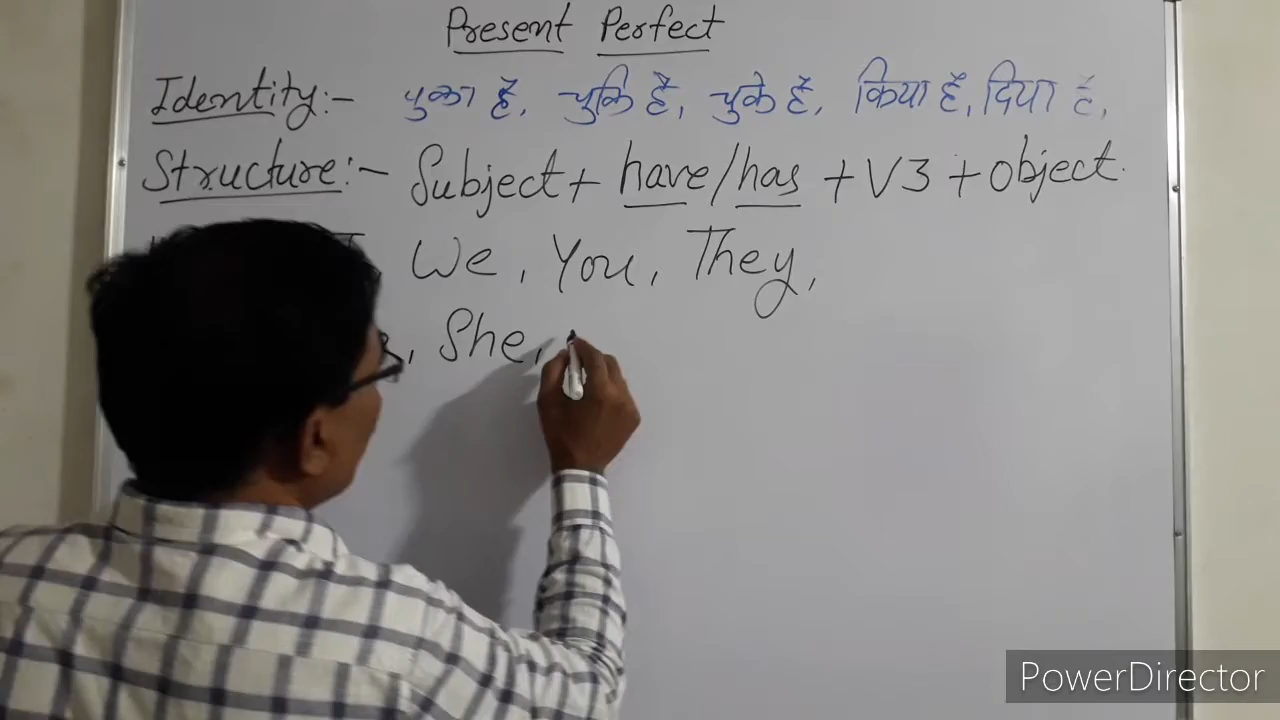 Present Perfect
Identity:- चुका है, चुकि है, चुके है, किया है, दिया है,
Structure:- Subject + have/has + V3 + object.
We, You, They,
, She,
PowerDirector